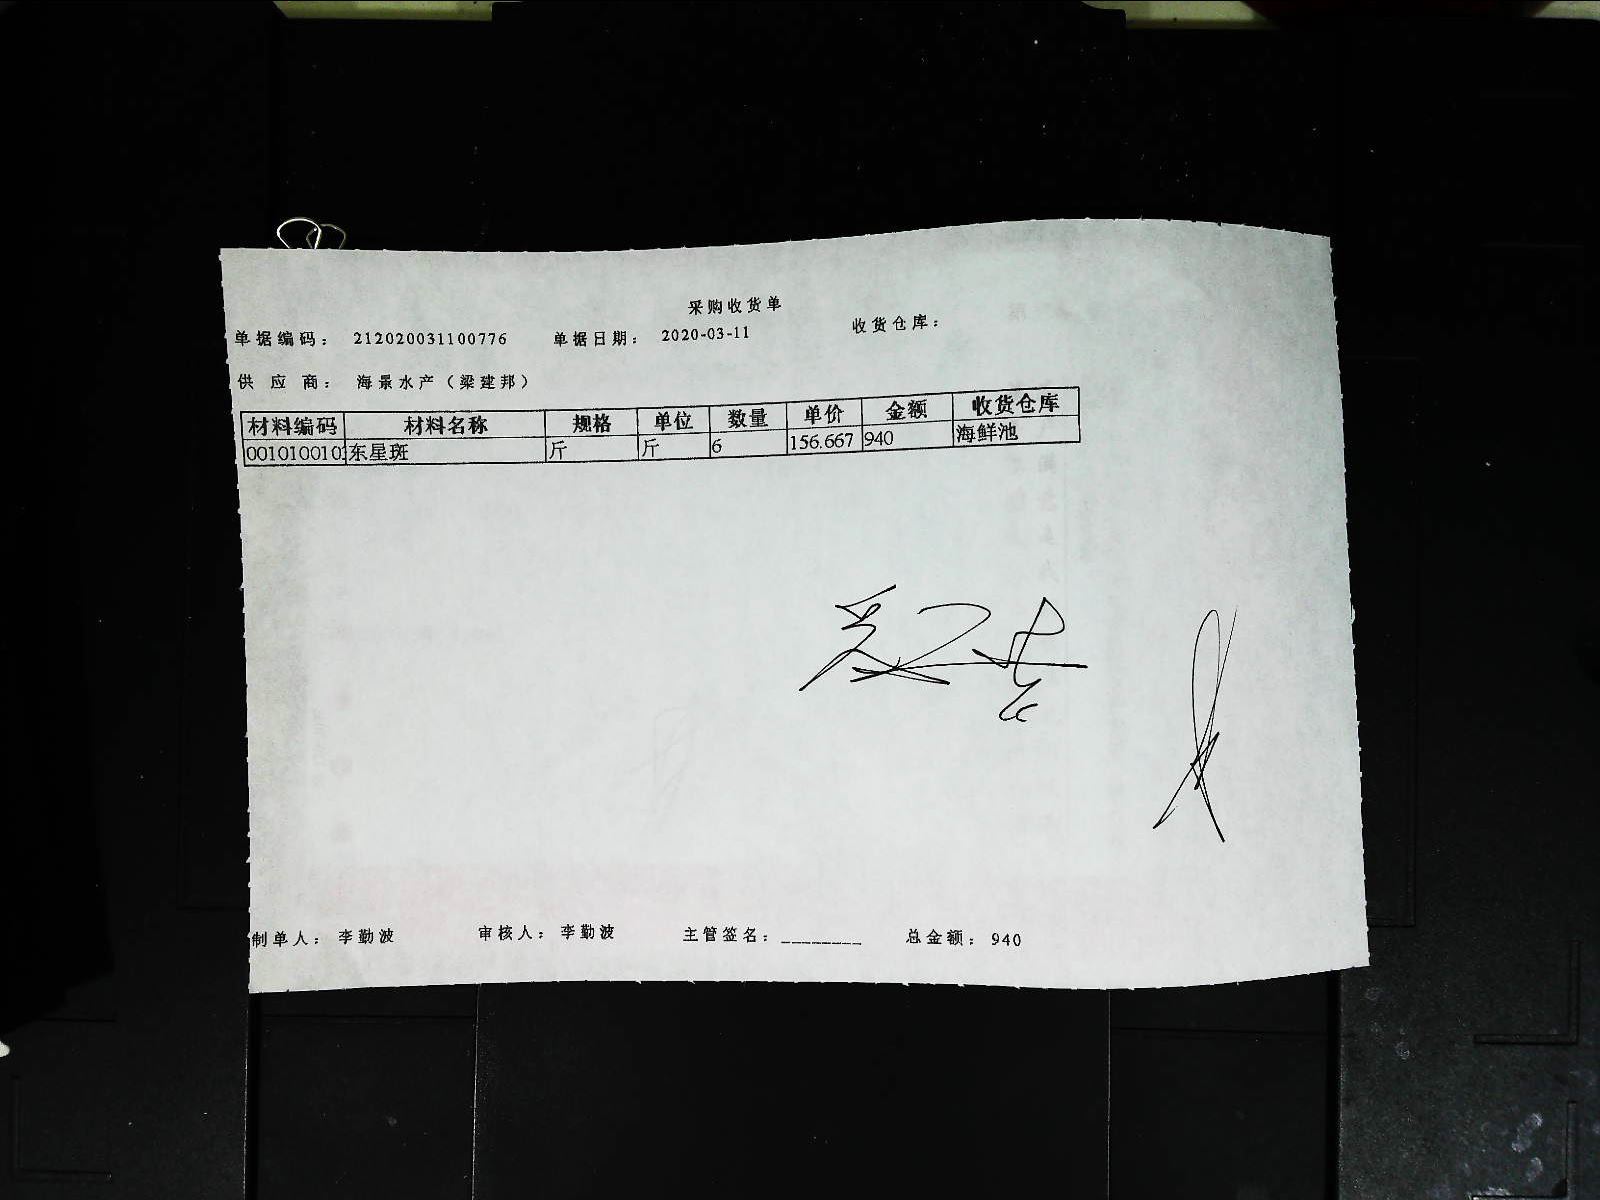 采购收货单
单据编码： 212020031100776 单据日期： 2020-03-11 收货仓库：
供 应 商： 海景水产（梁建邦）
材料编码 材料名称 规格 单位 数量 单价 金额 收货仓库
001010010 东星斑 斤 斤 6 156.667 940 海鲜池
制单人： 李勤波 审核人： 李勤波 主管签名：________ 总金额： 940